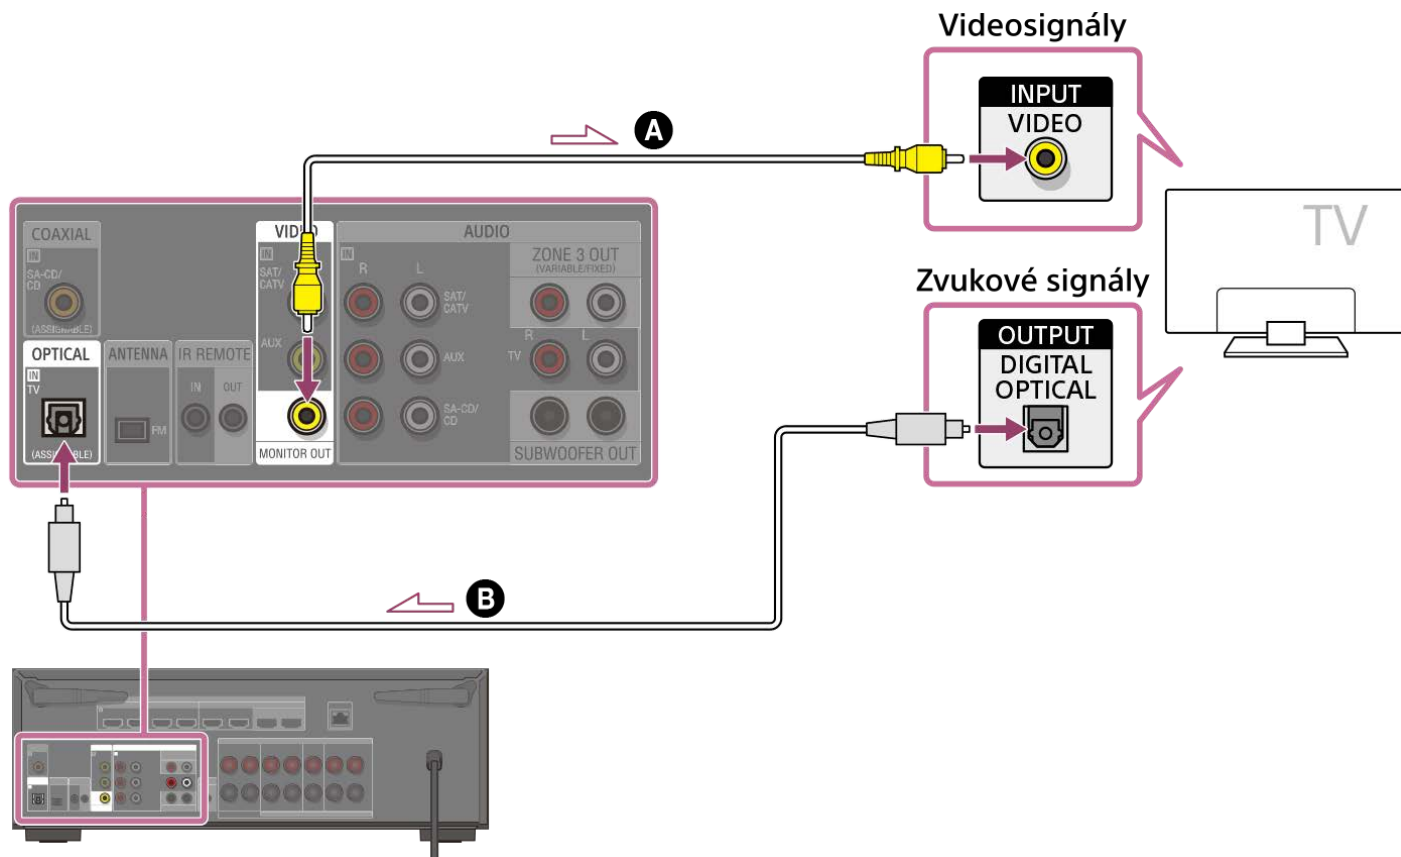 Videosignály
INPUT
VIDEO
A
TV
COAXIAL
IN
SA-CD/
CD
(ASSIGNABLE)
VIDEO
IN
SAT/
CATV
AUX
MONITOR OUT
AUDIO
IN
R
L
SAT/
CATV
AUX
SA-CD/
CD
ZONE 3 OUT
(VARIABLE/FIXED)
R
L
TV
SUBWOOFER OUT
OPTICAL
IN
TV
(ASSIGNABLE)
ANTENNA
FM
IR REMOTE
IN
OUT
Zvukové signály
OUTPUT
DIGITAL
OPTICAL
B